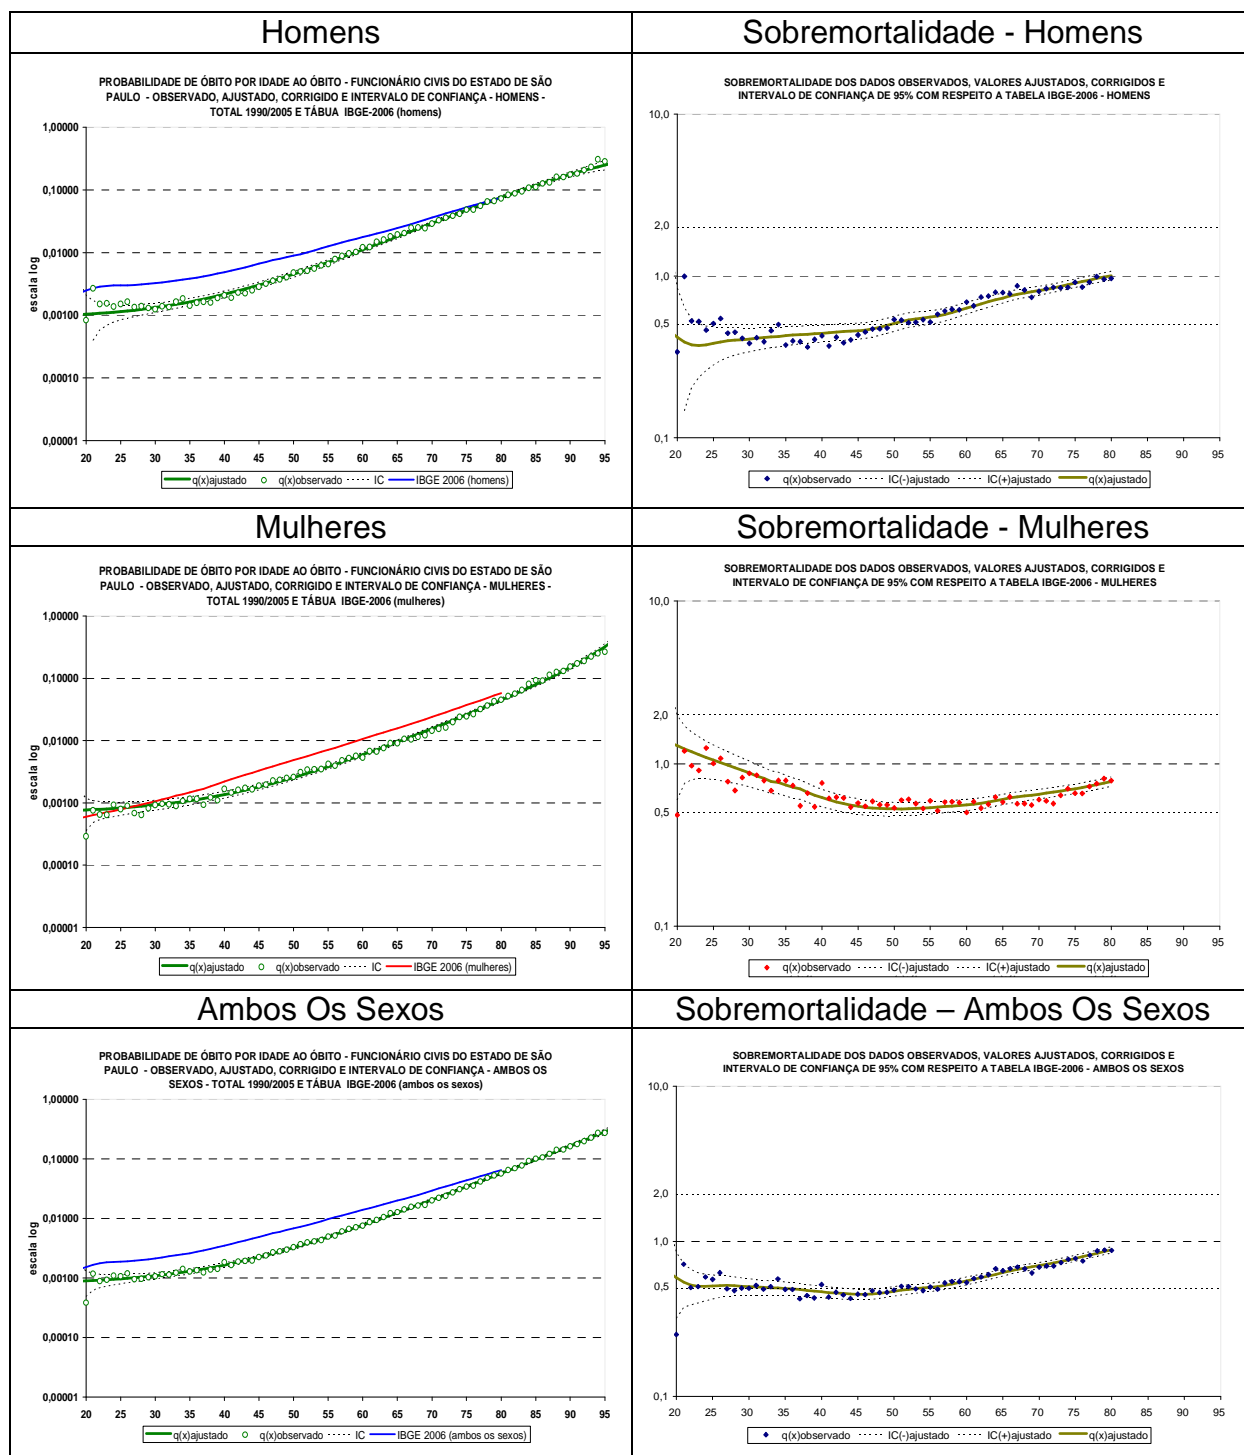 Homens
Sobremortalidade - Homens
PROBABILIDADE DE ÓBITO POR IDADE AO ÓBITO - FUNCIONÁRIO CIVIS DO ESTADO DE SÃO
PAULO - OBSERVADO, AJUSTADO, CORRIGIDO E INTERVALO DE CONFIANÇA - HOMENS -
TOTAL 1990/2005 E TÁBUA IBGE-2006 (homens)
1,00000
0,10000
0,01000
0,00100
0,00010
0,00001
escala log
20 25 30 35 40 45 50 55 60 65 70 75 80 85 90 95
q(x)ajustado q(x)observado IC IBGE 2006 (homens)
SOBREMORTALIDADE DOS DADOS OBSERVADOS, VALORES AJUSTADOS, CORRIGIDOS E
INTERVALO DE CONFIANÇA DE 95% COM RESPEITO A TABELA IBGE-2006 - HOMENS
10,0
2,0
1,0
0,5
0,1
20 25 30 35 40 45 50 55 60 65 70 75 80 85 90 95
q(x)observado IC(-)ajustado IC(+)ajustado q(x)ajustado
Mulheres
Sobremortalidade - Mulheres
PROBABILIDADE DE ÓBITO POR IDADE AO ÓBITO - FUNCIONÁRIO CIVIS DO ESTADO DE SÃO
PAULO - OBSERVADO, AJUSTADO, CORRIGIDO E INTERVALO DE CONFIANÇA - MULHERES -
TOTAL 1990/2005 E TÁBUA IBGE-2006 (mulheres)
1,00000
0,10000
0,01000
0,00100
0,00010
0,00001
escala log
20 25 30 35 40 45 50 55 60 65 70 75 80 85 90 95
q(x)ajustado q(x)observado IC IBGE 2006 (mulheres)
SOBREMORTALIDADE DOS DADOS OBSERVADOS, VALORES AJUSTADOS, CORRIGIDOS E
INTERVALO DE CONFIANÇA DE 95% COM RESPEITO A TABELA IBGE-2006 - MULHERES
10,0
2,0
1,0
0,5
0,1
20 25 30 35 40 45 50 55 60 65 70 75 80 85 90 95
q(x)observado IC(-)ajustado IC(+)ajustado q(x)ajustado
Ambos Os Sexos
Sobremortalidade – Ambos Os Sexos
PROBABILIDADE DE ÓBITO POR IDADE AO ÓBITO - FUNCIONÁRIO CIVIS DO ESTADO DE SÃO
PAULO - OBSERVADO, AJUSTADO, CORRIGIDO E INTERVALO DE CONFIANÇA - AMBOS OS
SEXOS - TOTAL 1990/2005 E TÁBUA IBGE-2006 (ambos os sexos)
1,00000
0,10000
0,01000
0,00100
0,00010
0,00001
escala log
20 25 30 35 40 45 50 55 60 65 70 75 80 85 90 95
q(x)ajustado q(x)observado IC IBGE 2006 (ambos os sexos)
SOBREMORTALIDADE DOS DADOS OBSERVADOS, VALORES AJUSTADOS, CORRIGIDOS E
INTERVALO DE CONFIANÇA DE 95% COM RESPEITO A TABELA IBGE-2006 - AMBOS OS SEXOS
10,0
2,0
1,0
0,5
0,1
20 25 30 35 40 45 50 55 60 65 70 75 80 85 90 95
q(x)observado IC(-)ajustado IC(+)ajustado q(x)ajustado